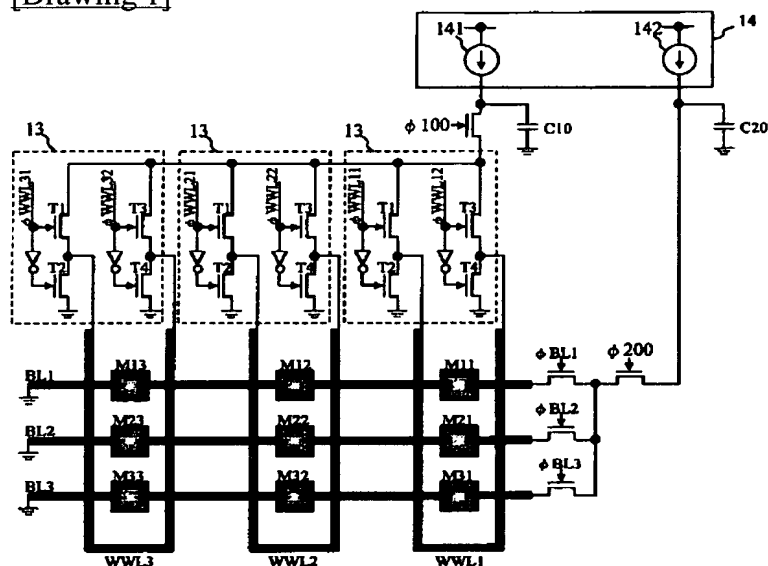 [Drawing 1]
141 142 14
13 13 13 φ100 C10 C20
φWWL31 φWWL32 φWWL21 φWWL22 φWWL11 φWWL12
T1 T3 T1 T3 T1 T3
T2 T4 T2 T4 T2 T4
φBL1 φ200
BL1 M13 M12 M11
φBL2
BL2 M23 M22 M21
φBL3
BL3 M33 M32 M31
WWL3 WWL2 WWL1